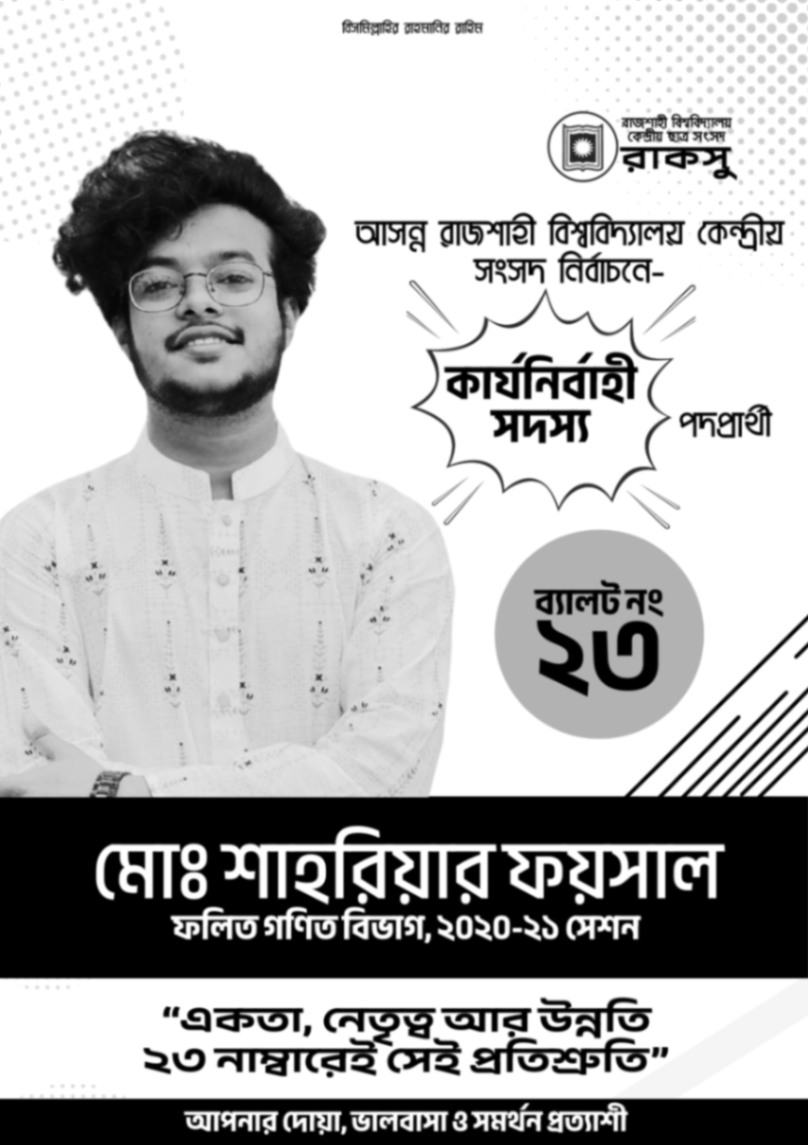 বিসমিল্লাহির রাহমানির রাহিম
রাজশাহী বিশ্ববিদ্যালয়
কেন্দ্রীয় ছাত্র সংসদ
রাকসু
আসন্ন রাজশাহী বিশ্ববিদ্যালয় কেন্দ্রীয়
সংসদ নির্বাচনে-
কার্যনির্বাহী
সদস্য
পদপ্রার্থী
ব্যালট নং
২৩
মোঃ শাহরিয়ার ফয়সাল
ফলিত গণিত বিভাগ, ২০২০-২১ সেশন
“একতা, নেতৃত্ব আর উন্নতি
২৩ নাম্বারেই সেই প্রতিশ্রুতি”
আপনার দোয়া, ভালবাসা ও সমর্থন প্রত্যাশী